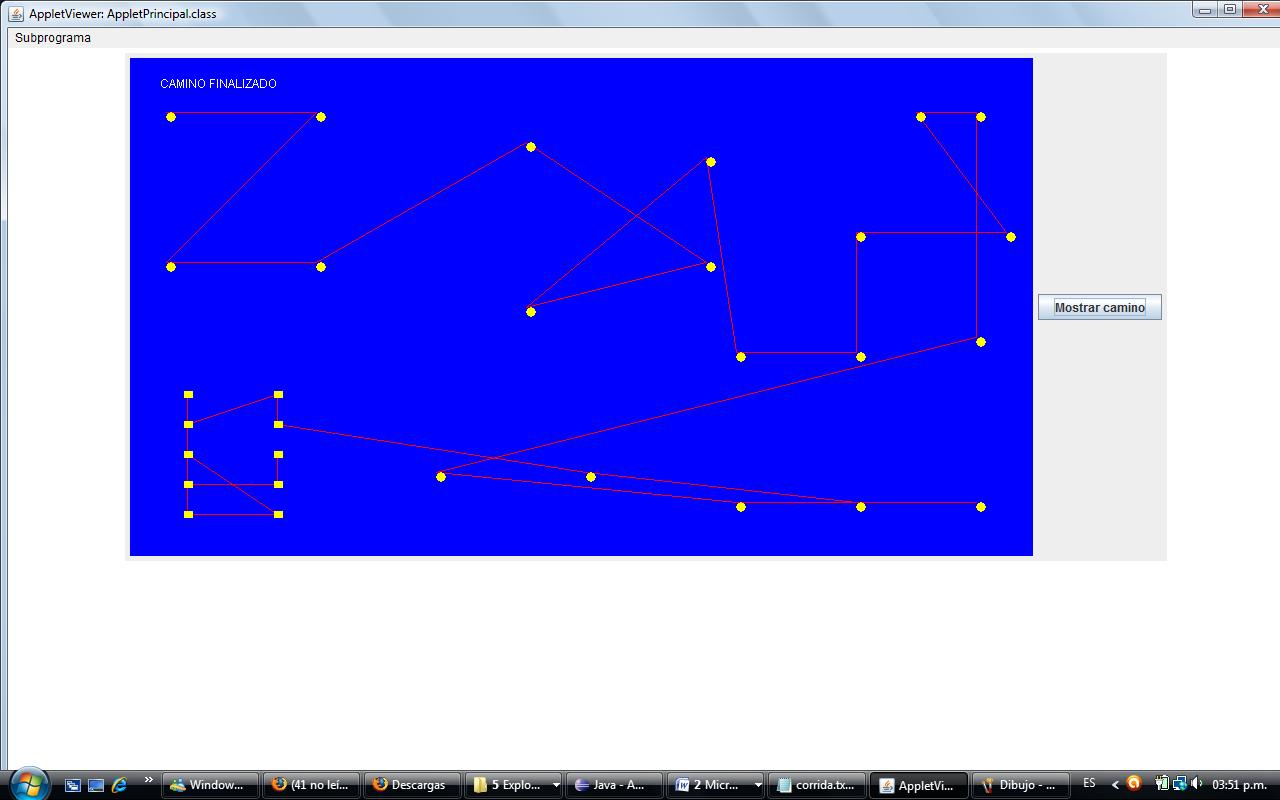 AppletViewer: AppletPrincipal.class
Subprograma
CAMINO FINALIZADO
Mostrar camino
Window...
(41 no leí...
Descargas
5 Explo...
Java - A...
2 Micr...
corrida.tx...
AppletVi...
Dibujo - ...
ES
03:51 p.m.